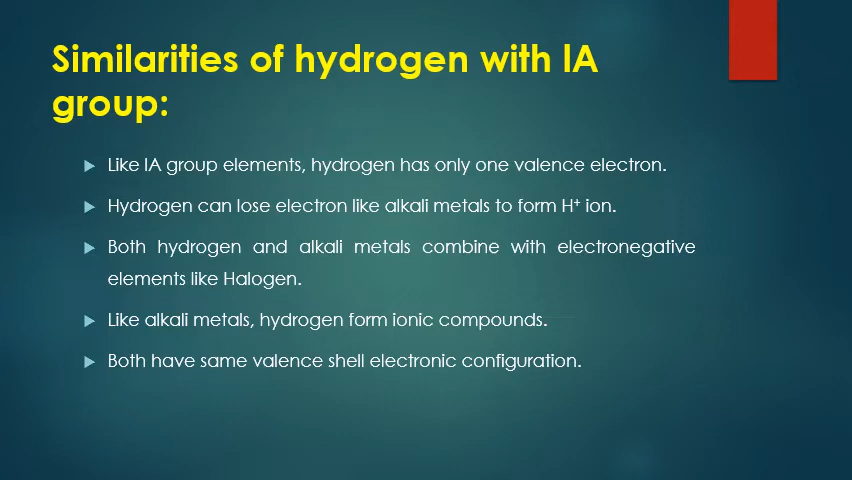 Similarities of hydrogen with IA
group:
Like IA group elements, hydrogen has only one valence electron.
Hydrogen can lose electron like alkali metals to form H⁺ ion.
Both hydrogen and alkali metals combine with electronegative
elements like Halogen.
Like alkali metals, hydrogen form ionic compounds.
Both have same valence shell electronic configuration.